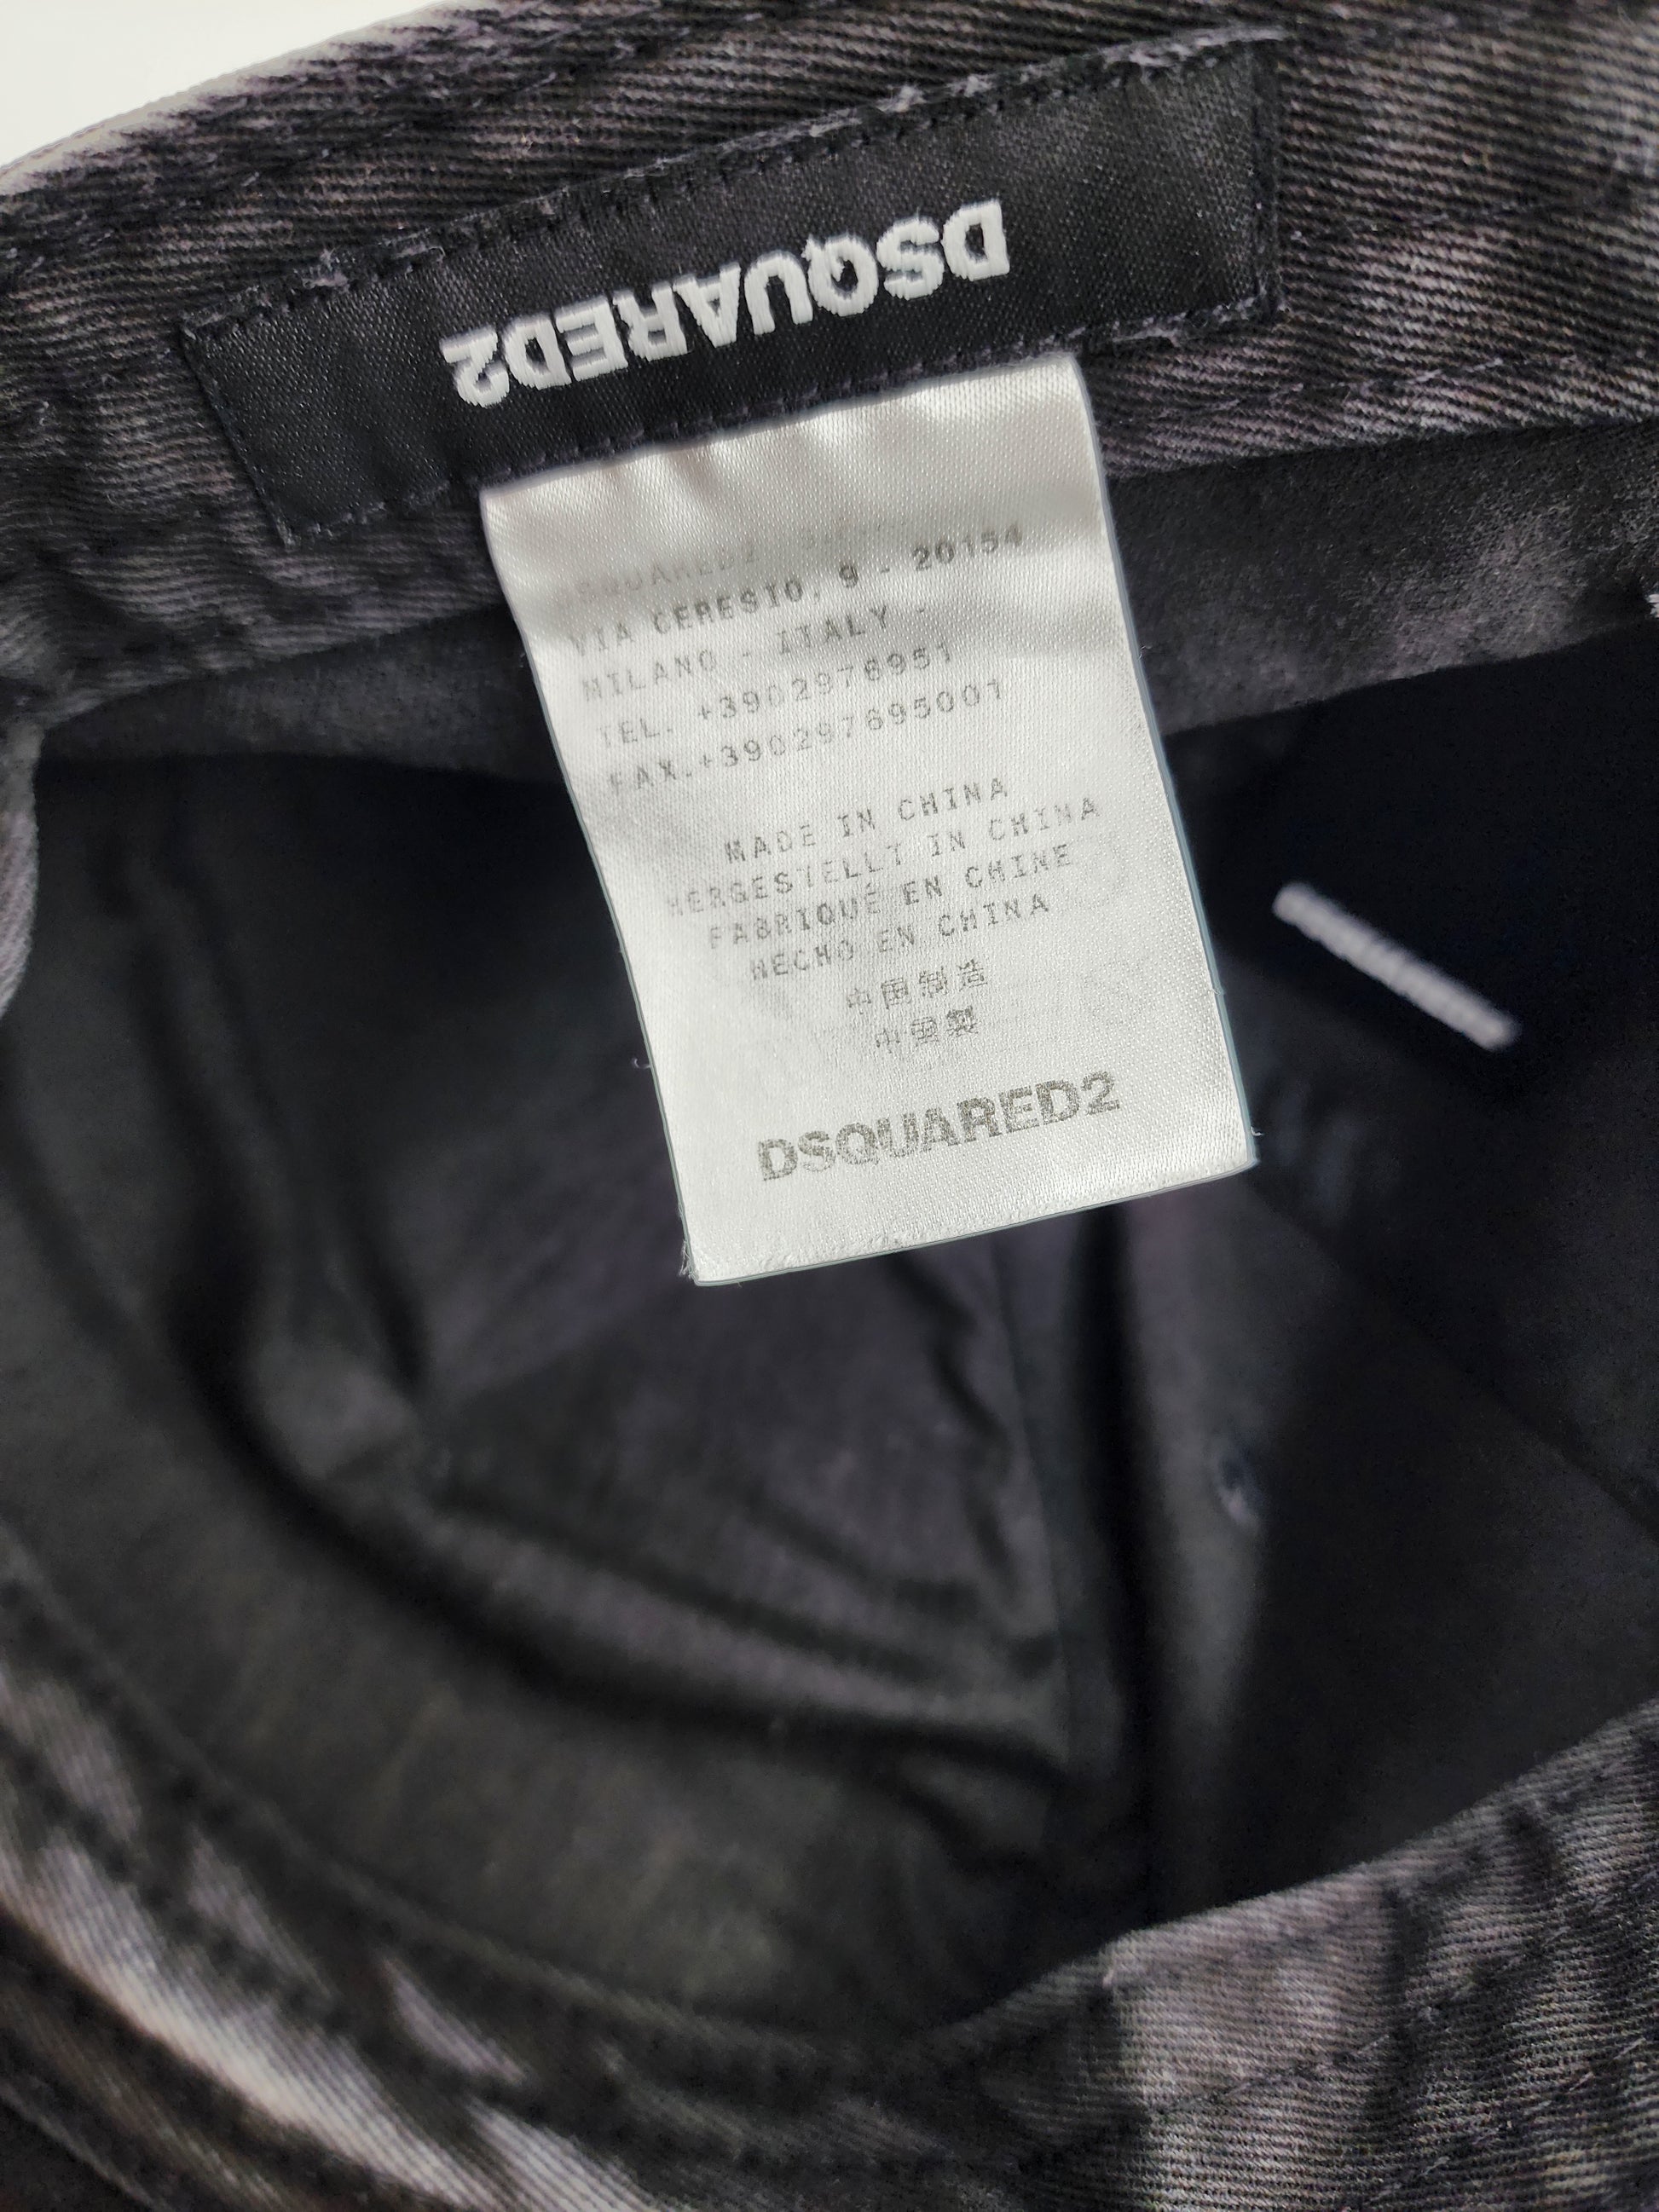 DSQUARED2
DSQUARED2
VIA CERESIO, 9 - 20154
MILANO - ITALY -
TEL. +3902976951
FAX.+390297695001
MADE IN CHINA
HERGESTELLT IN CHINA
FABRIQUÉ EN CHINE
HECHO EN CHINA
中国制造
中国製
DSQUARED2